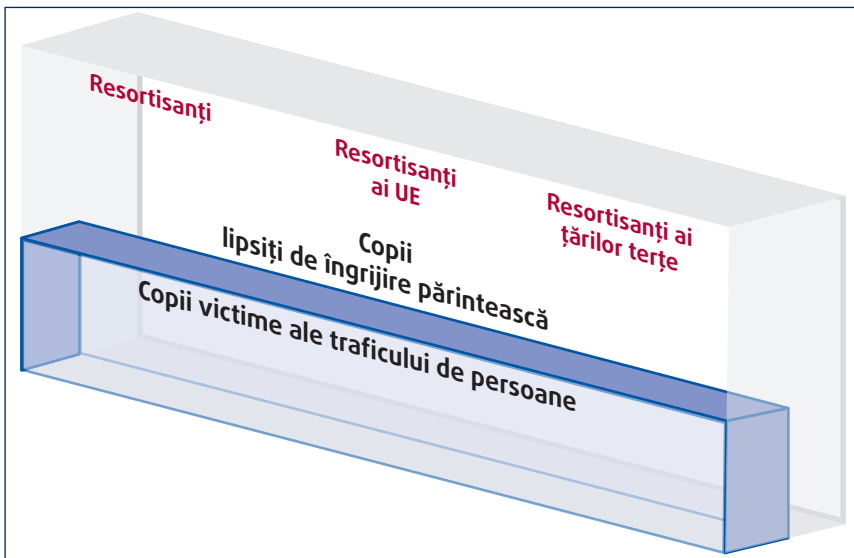 Resortisanți
Resortisanți
ai UE
Resortisanți ai
țărilor terțe
Copii
lipsiți de îngrijire părintească
Copii victime ale traficului de persoane